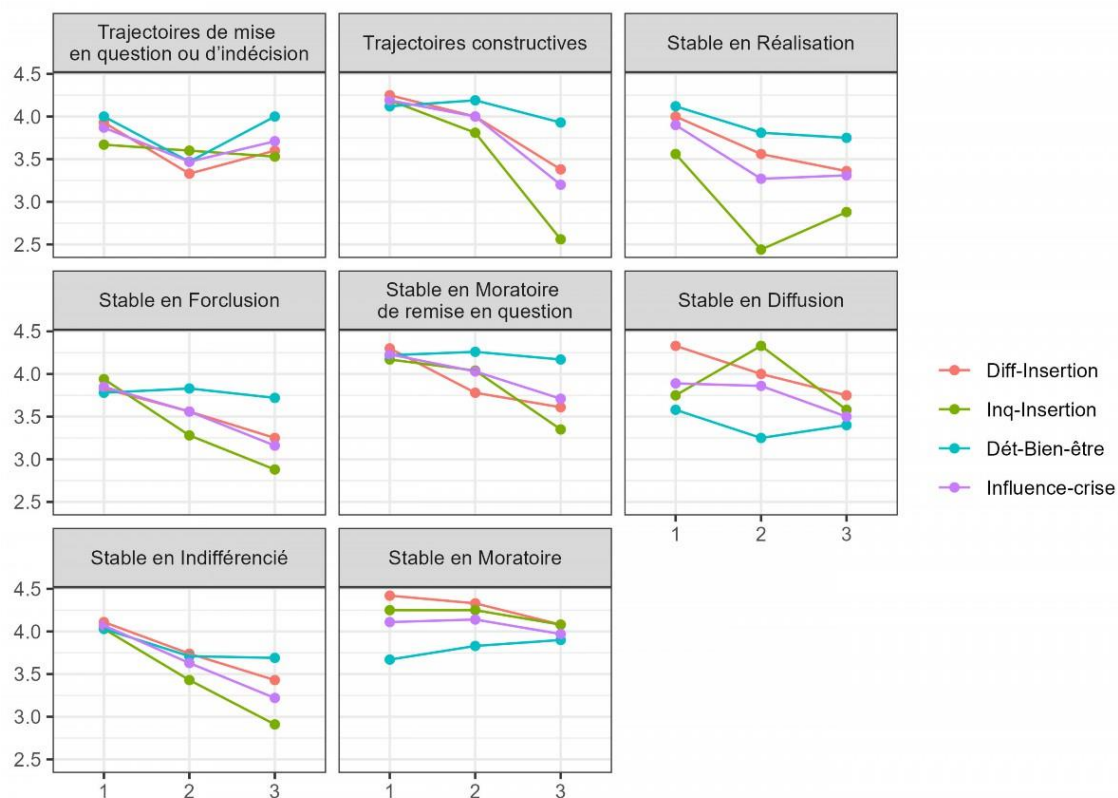 Trajectoires de mise
en question ou d'indécision
Trajectoires constructives
Stable en Réalisation
4.5
4.0
3.5
3.0
2.5
Stable en Forclusion
Stable en Moratoire
de remise en question
Stable en Diffusion
4.5
4.0
3.5
3.0
2.5
1 2 3
Diff-Insertion
Inq-Insertion
Dét-Bien-être
Influence-crise
Stable en Indifférencié
Stable en Moratoire
4.5
4.0
3.5
3.0
2.5
1 2 3
1 2 3